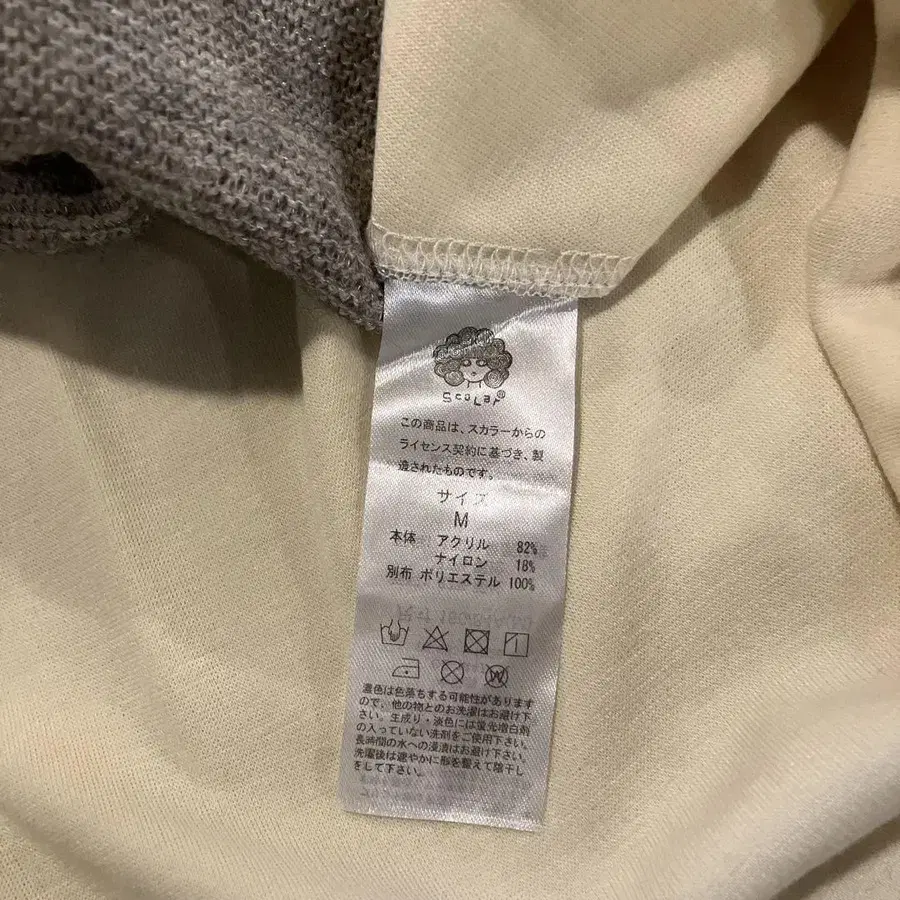 ScoLar®
この商品は、スカラーからの
ライセンス契約に基づき、製
造されたものです。
サイズ
M
本体 アクリル 82%
ナイロン 18%
別布 ポリエステル 100%
濃色は色落ちする可能性があります
ので、他の物とのお洗濯はお避け下
さい。生成り・淡色には蛍光増白剤
の入っていない洗剤をご使用下さい。
長時間の水への浸漬はお避け下さい。
洗濯後は速やかに形を整えて陰干し
をして下さい。